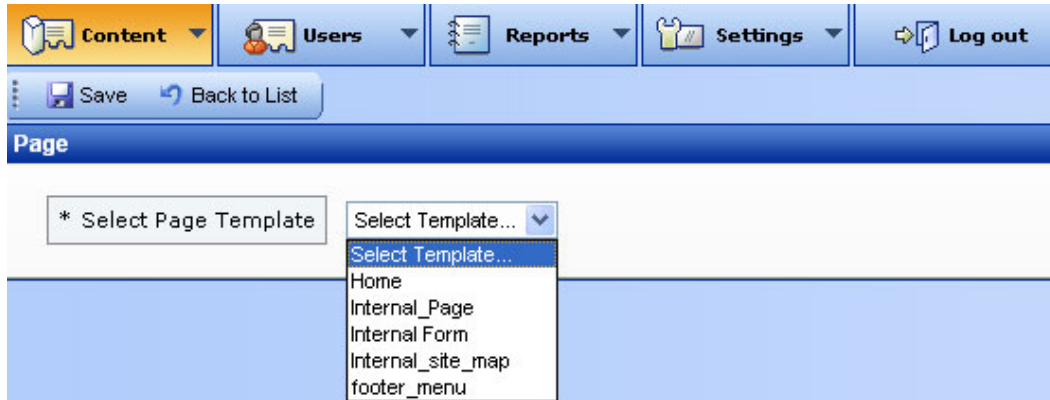 Content Users Reports Settings Log out
Save Back to List
Page
* Select Page Template Select Template...
Select Template...
Home
Internal_Page
Internal Form
Internal_site_map
footer_menu